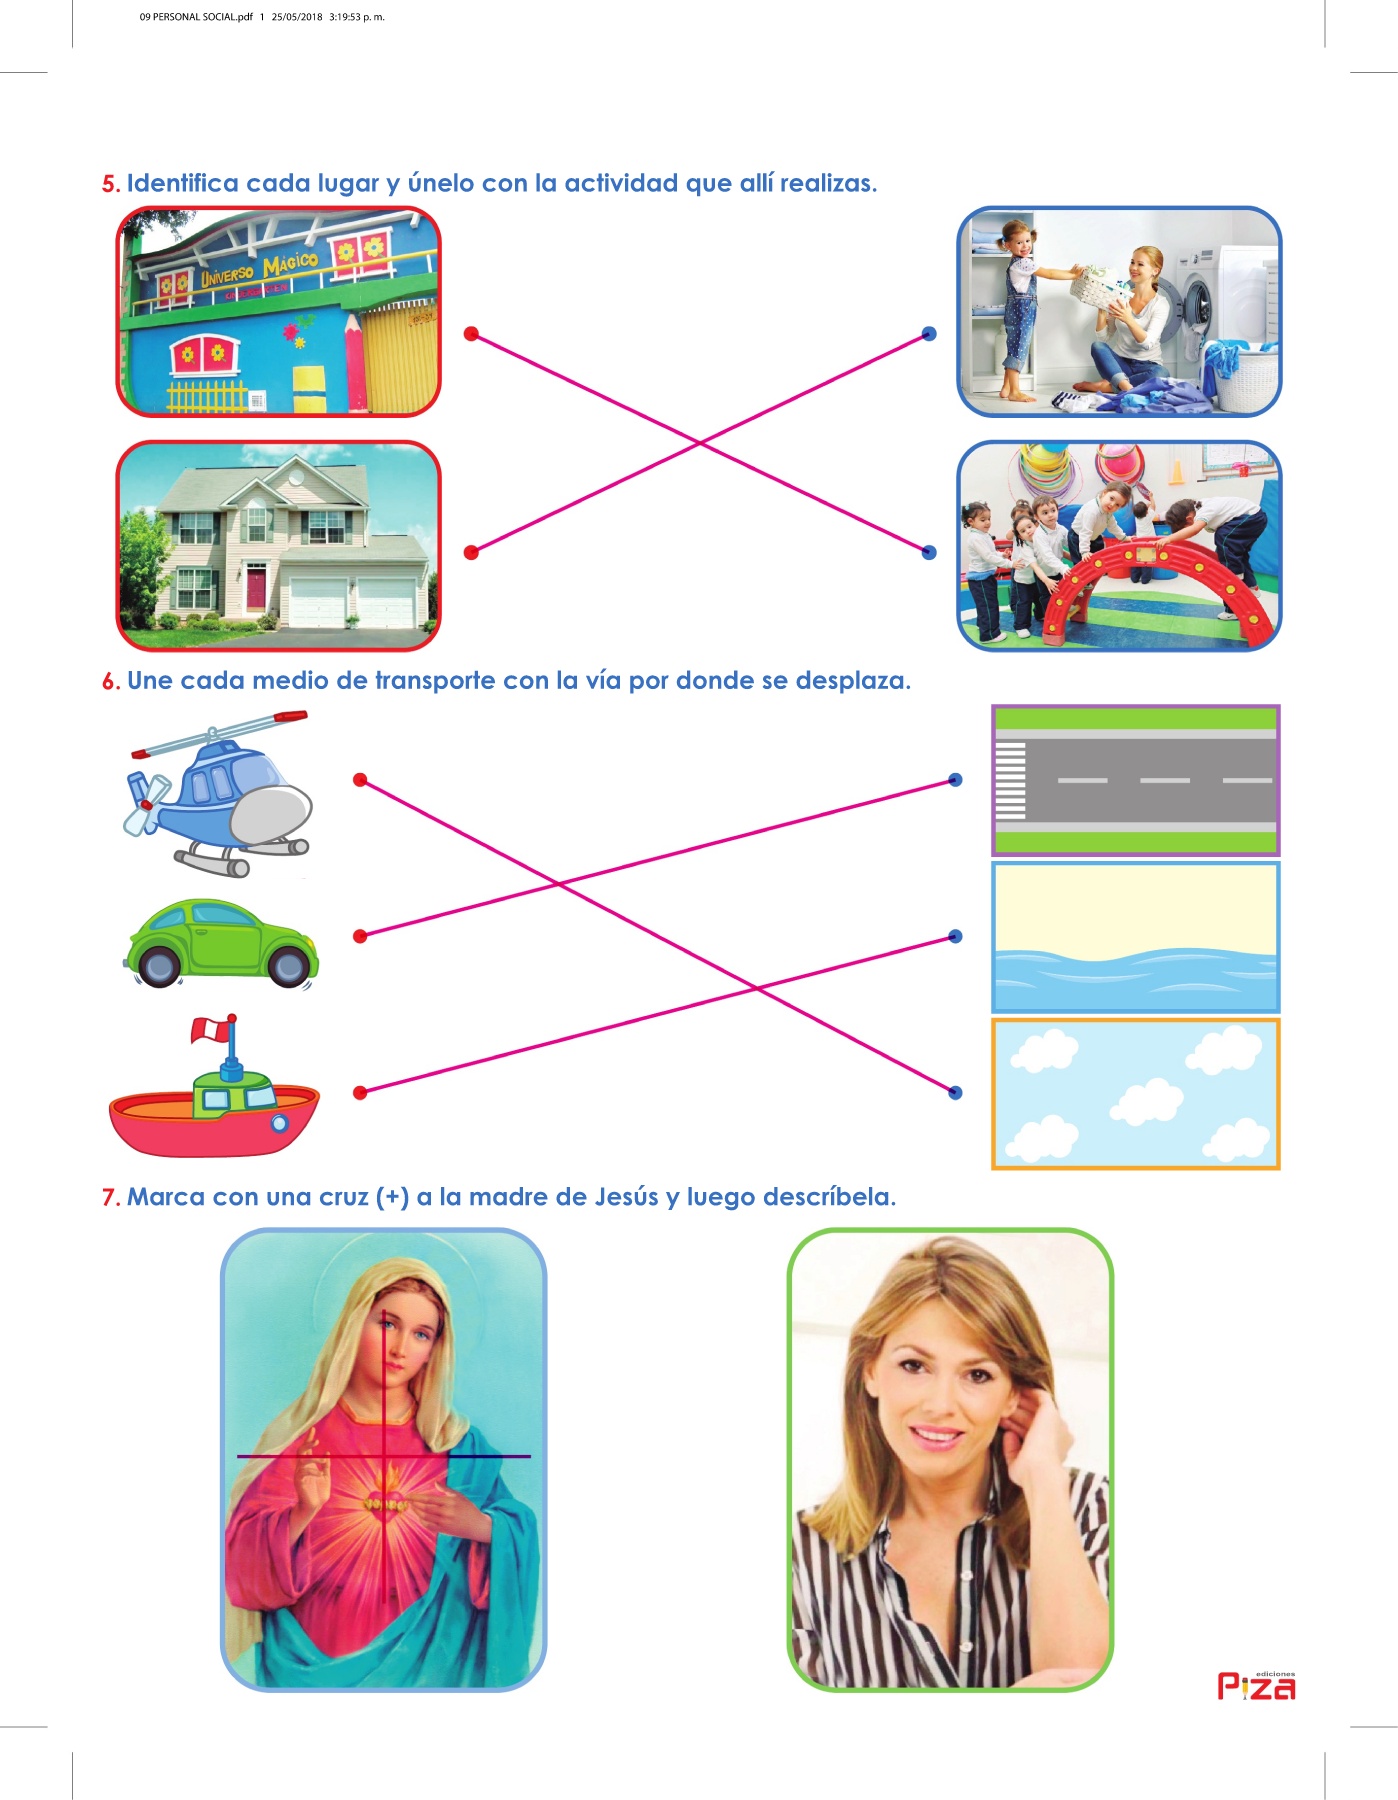 09 PERSONAL SOCIAL.pdf 1 25/05/2018 3:19:53 p. m.
5. Identifica cada lugar y únelo con la actividad que allí realizas.
UNIVERSO MÁGICO
6. Une cada medio de transporte con la vía por donde se desplaza.
7. Marca con una cruz (+) a la madre de Jesús y luego descríbela.
ediciones
Piza